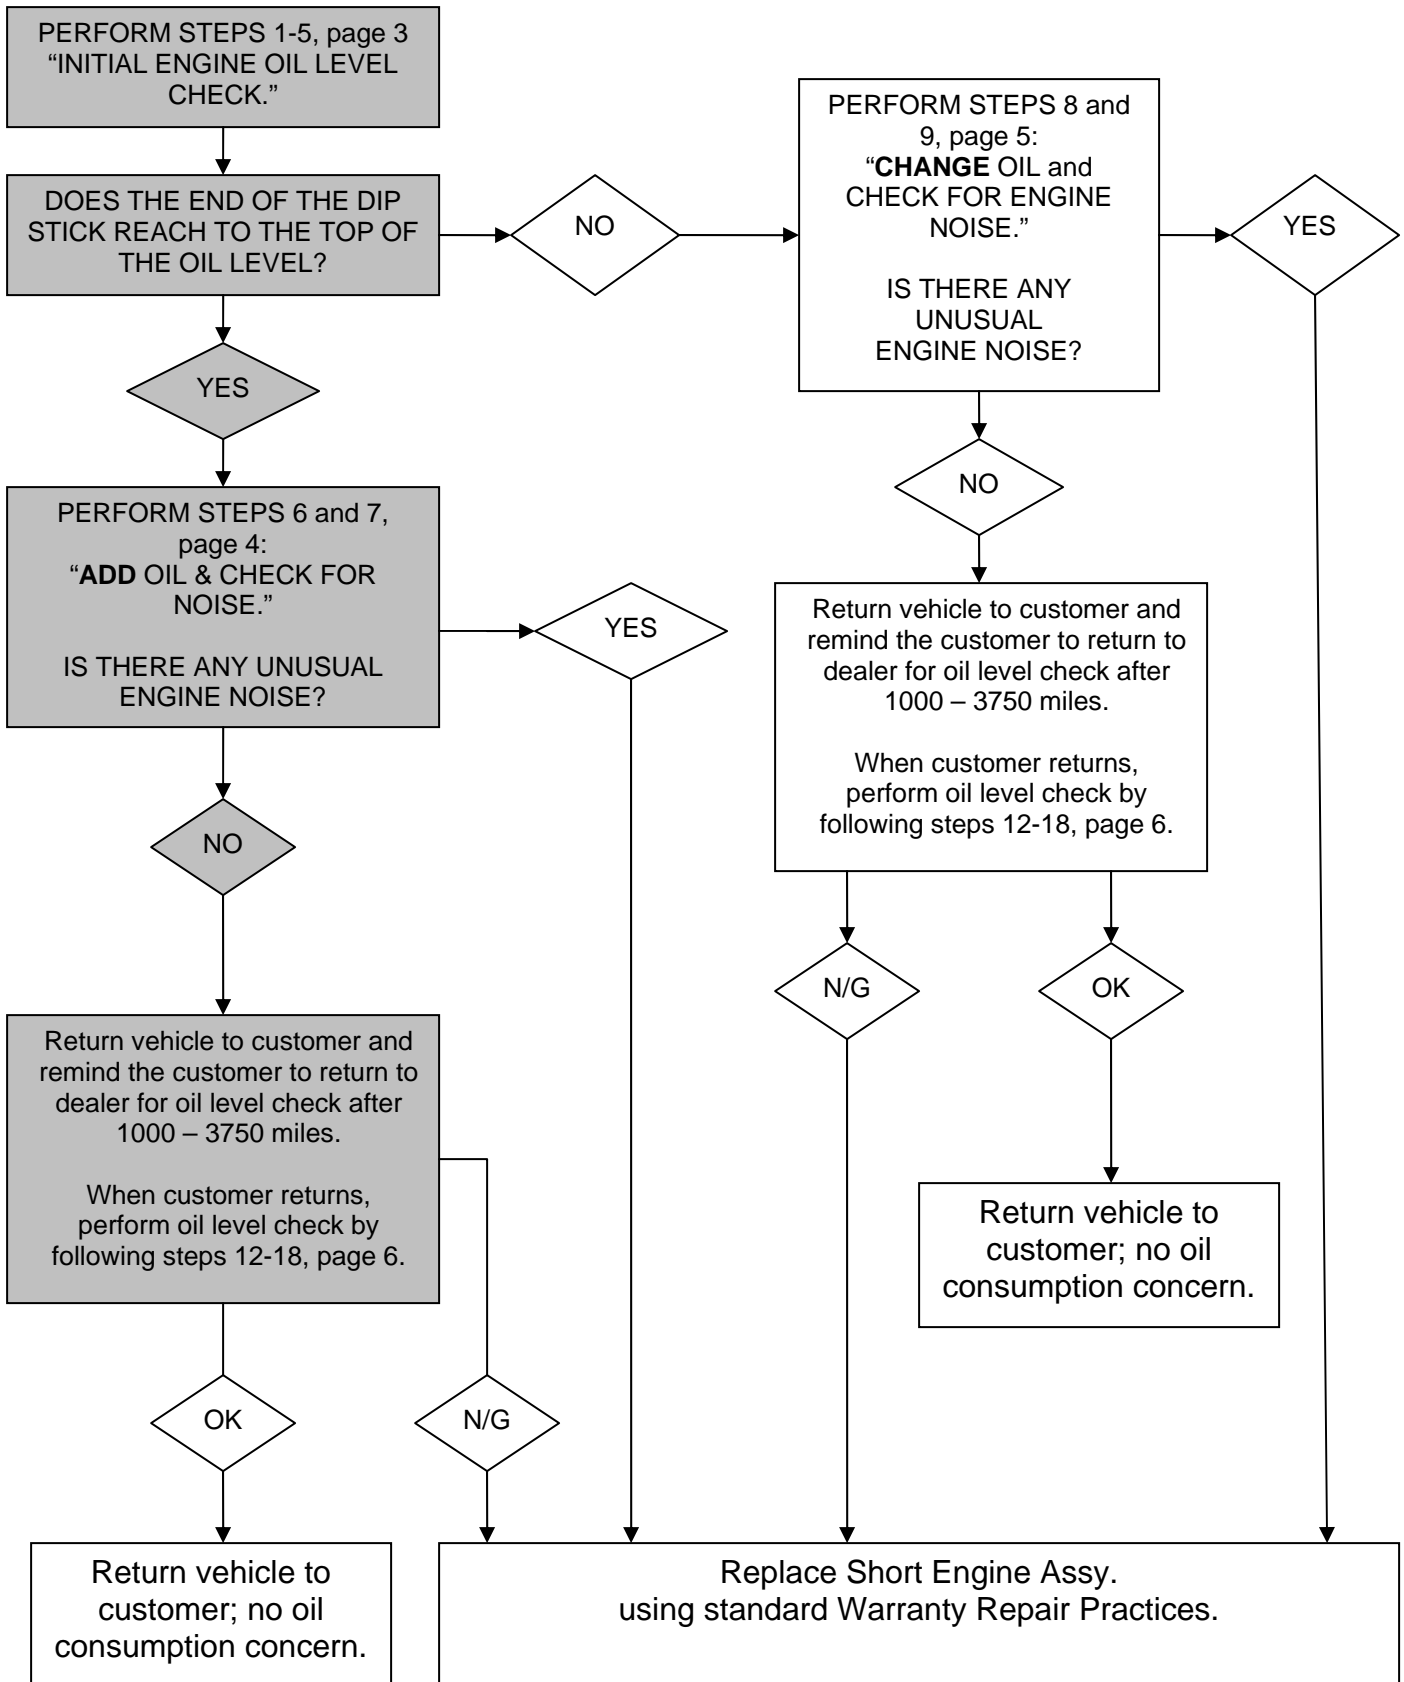 PERFORM STEPS 1-5, page 3
“INITIAL ENGINE OIL LEVEL
CHECK.”
DOES THE END OF THE DIP
STICK REACH TO THE TOP OF
THE OIL LEVEL?
NO
PERFORM STEPS 8 and
9, page 5:
“CHANGE OIL and
CHECK FOR ENGINE
NOISE.”
IS THERE ANY
UNUSUAL
ENGINE NOISE?
YES
YES
NO
PERFORM STEPS 6 and 7,
page 4:
“ADD OIL & CHECK FOR
NOISE.”
IS THERE ANY UNUSUAL
ENGINE NOISE?
YES
Return vehicle to customer and
remind the customer to return to
dealer for oil level check after
1000 – 3750 miles.
When customer returns,
perform oil level check by
following steps 12-18, page 6.
NO
N/G
OK
Return vehicle to customer and
remind the customer to return to
dealer for oil level check after
1000 – 3750 miles.
When customer returns,
perform oil level check by
following steps 12-18, page 6.
Return vehicle to
customer; no oil
consumption concern.
OK
N/G
Return vehicle to
customer; no oil
consumption concern.
Replace Short Engine Assy.
using standard Warranty Repair Practices.